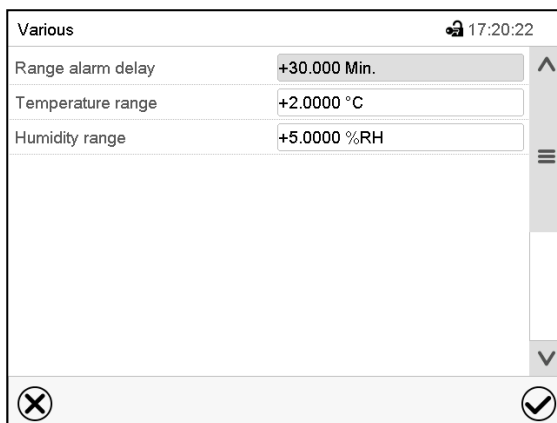 Various 17:20:22
Range alarm delay +30.000 Min.
Temperature range +2.0000 °C
Humidity range +5.0000 %RH